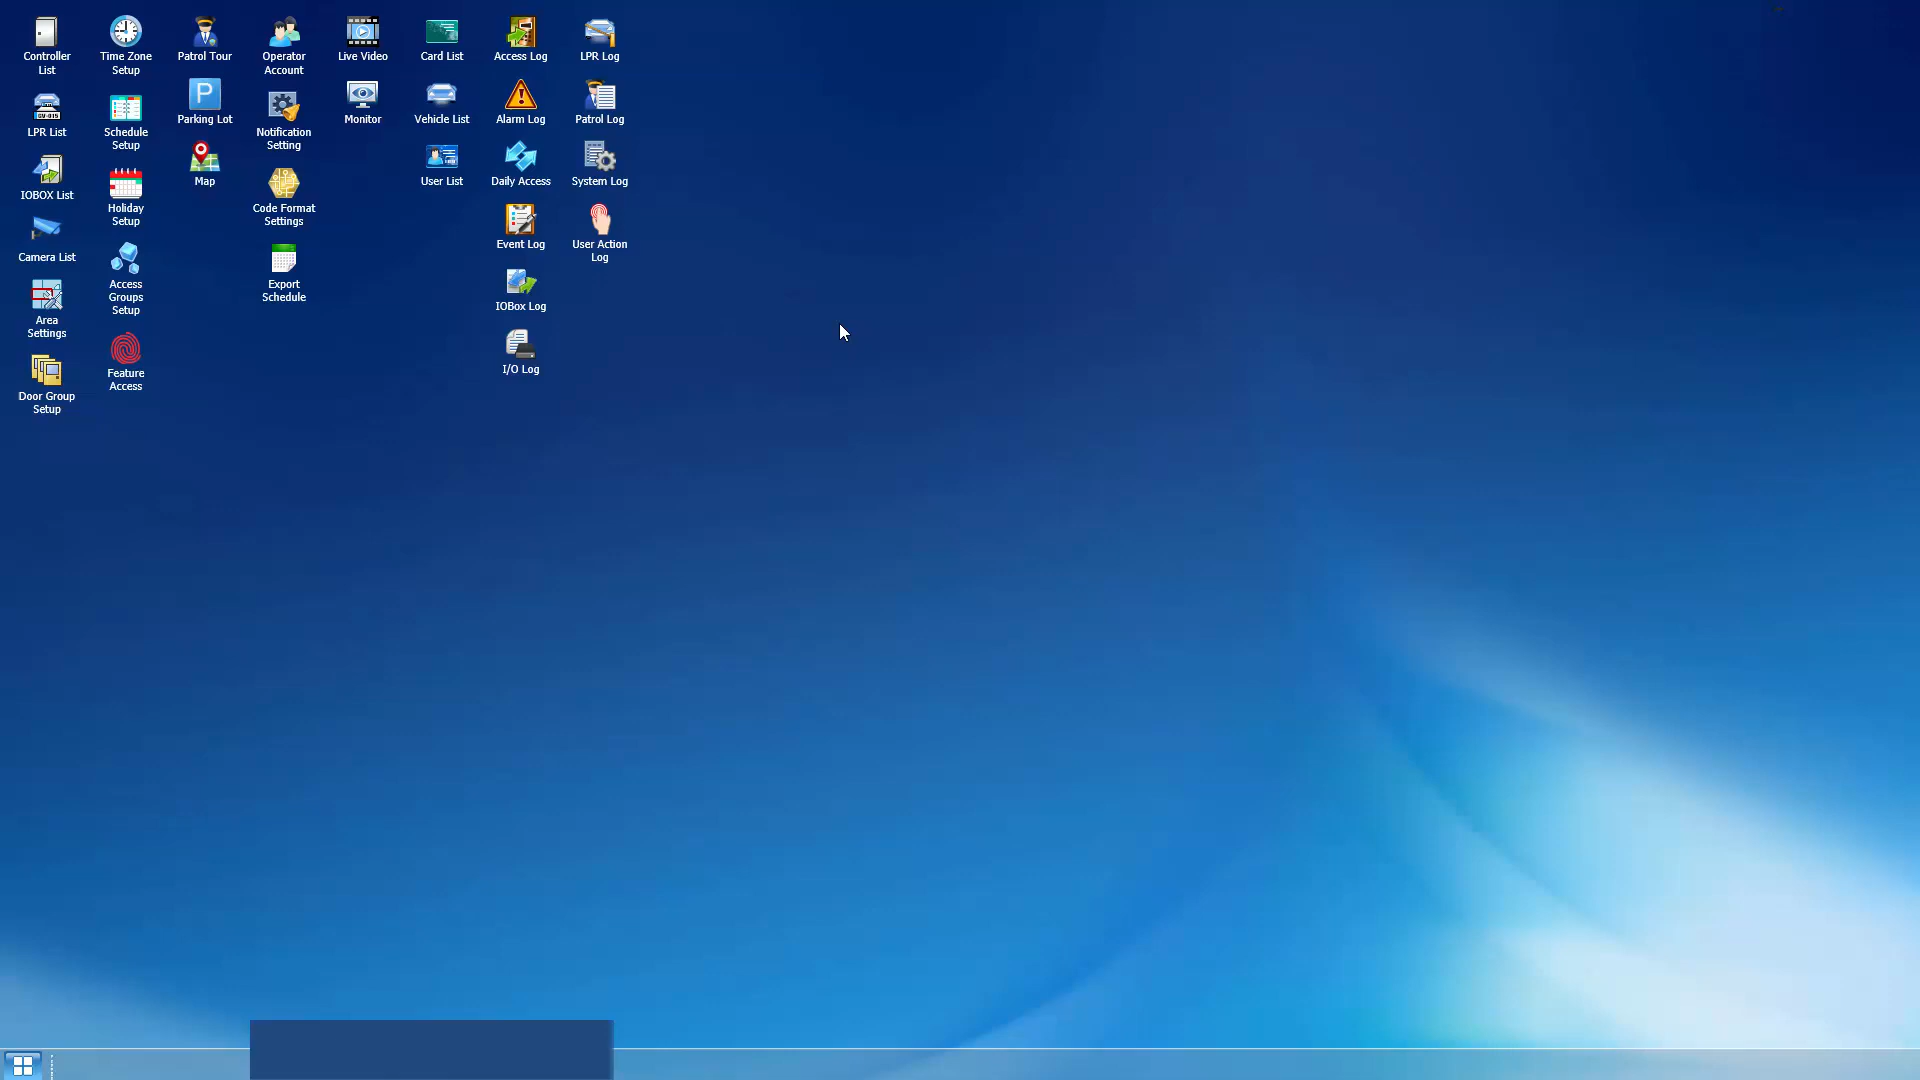 Controller
List
Time Zone
Setup
Patrol Tour
Operator
Account
Live Video
Card List
Access Log
LPR Log
LPR List
Schedule
Setup
P
Parking Lot
Notification
Setting
Monitor
Vehicle List
Alarm Log
Patrol Log
IOBOX List
Holiday
Setup
Map
Code Format
Settings
User List
Daily Access
System Log
Camera List
Access
Groups
Setup
Export
Schedule
Event Log
User Action
Log
Area
Settings
Feature
Access
IOBox Log
Door Group
Setup
I/O Log